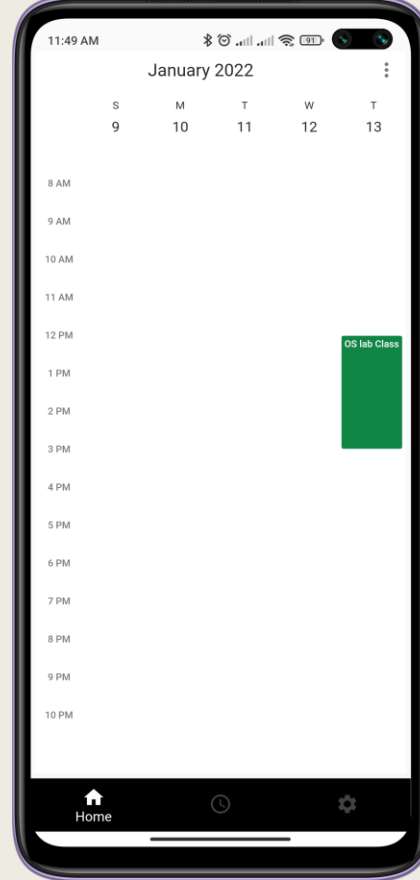 11:49 AM 91
January 2022
S M T W T
9 10 11 12 13
8 AM
9 AM
10 AM
11 AM
12 PM
OS lab Class
1 PM
2 PM
3 PM
4 PM
5 PM
6 PM
7 PM
8 PM
9 PM
10 PM
Home